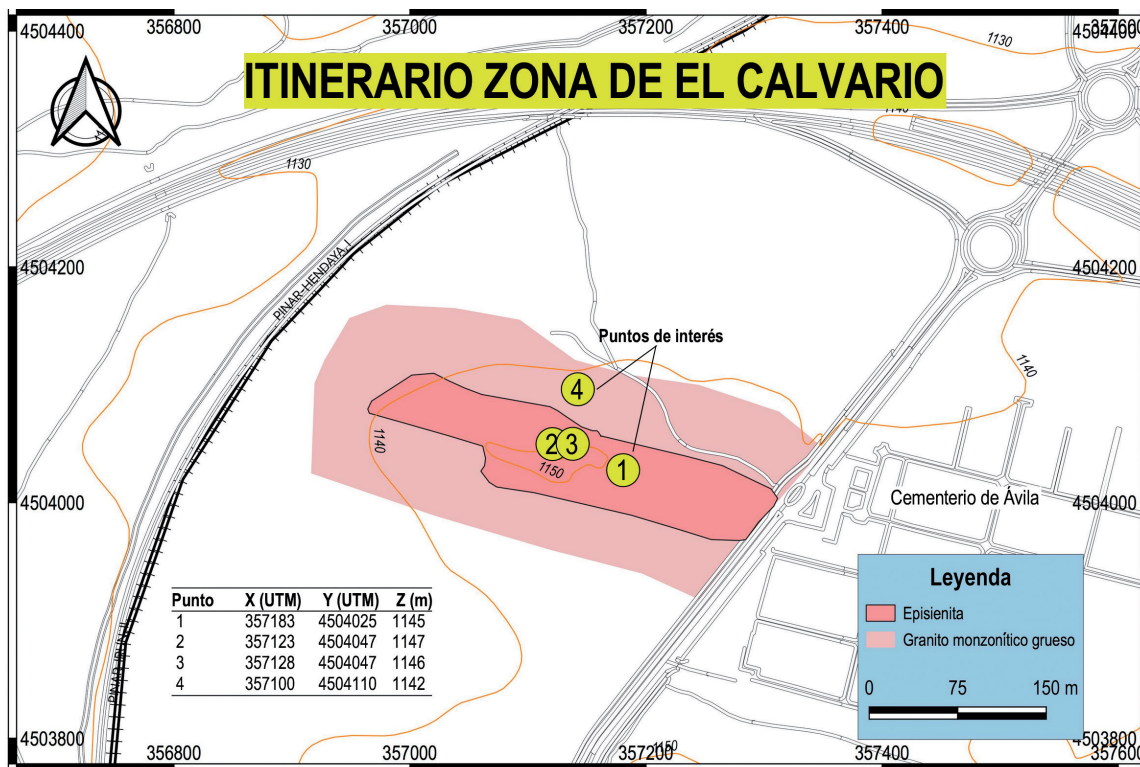 356800
357000
357200
357400
357600
4504400
4504400
1130
ITINERARIO ZONA DE EL CALVARIO
1140
1130
PINAR-HENDAYA, I
4504200
4504200
Puntos de interés
1140
4
1140
2
3
1
1150
4504000
4504000
Cementerio de Ávila
Punto X (UTM) Y (UTM) Z (m)
1 357183 4504025 1145
2 357123 4504047 1147
3 357128 4504047 1146
4 357100 4504110 1142
Leyenda
Episienita
Granito monzonítico grueso
0 75 150 m
4503800
4503800
1150
356800
357000
357200
357400
357600